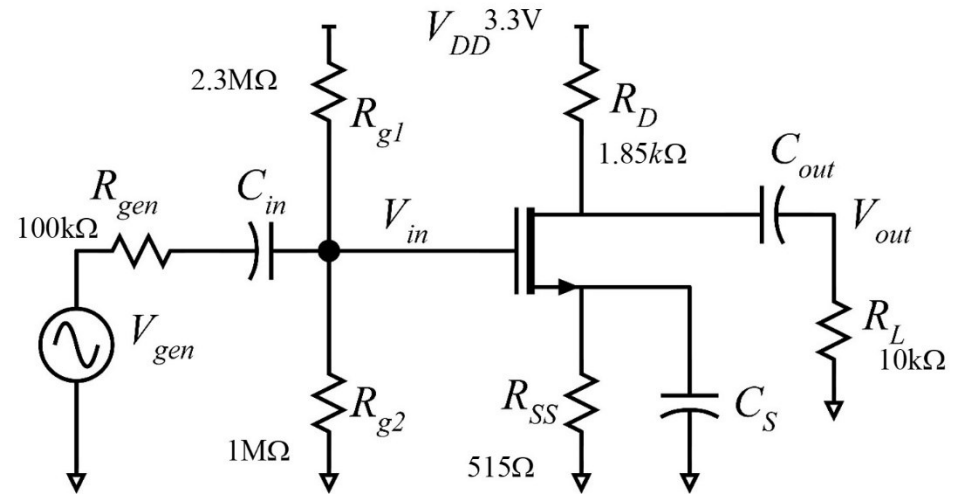 V_DD 3.3V
2.3MΩ
R_g1
R_D
1.85kΩ
C_out
R_gen
C_in
V_in
V_out
100kΩ
V_gen
R_L
10kΩ
R_g2
R_SS
C_S
1MΩ
515Ω